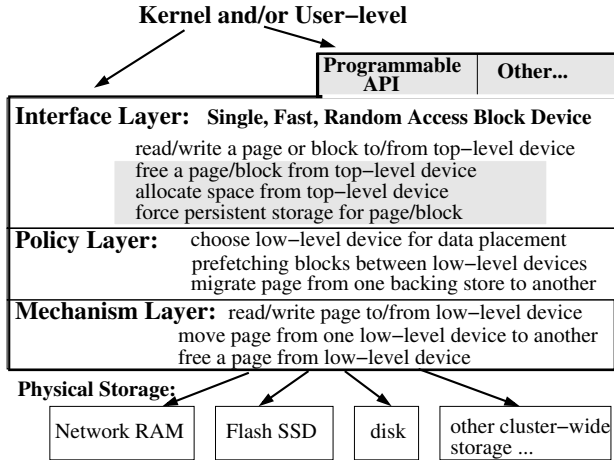 Kernel and/or User−level
Programmable API
Other...
Interface Layer: Single, Fast, Random Access Block Device
read/write a page or block to/from top−level device
free a page/block from top−level device
allocate space from top−level device
force persistent storage for page/block
Policy Layer: choose low−level device for data placement
prefetching blocks between low−level devices
migrate page from one backing store to another
Mechanism Layer: read/write page to/from low−level device
move page from one low−level device to another
free a page from low−level device
Physical Storage:
Network RAM
Flash SSD
disk
other cluster−wide
storage ...